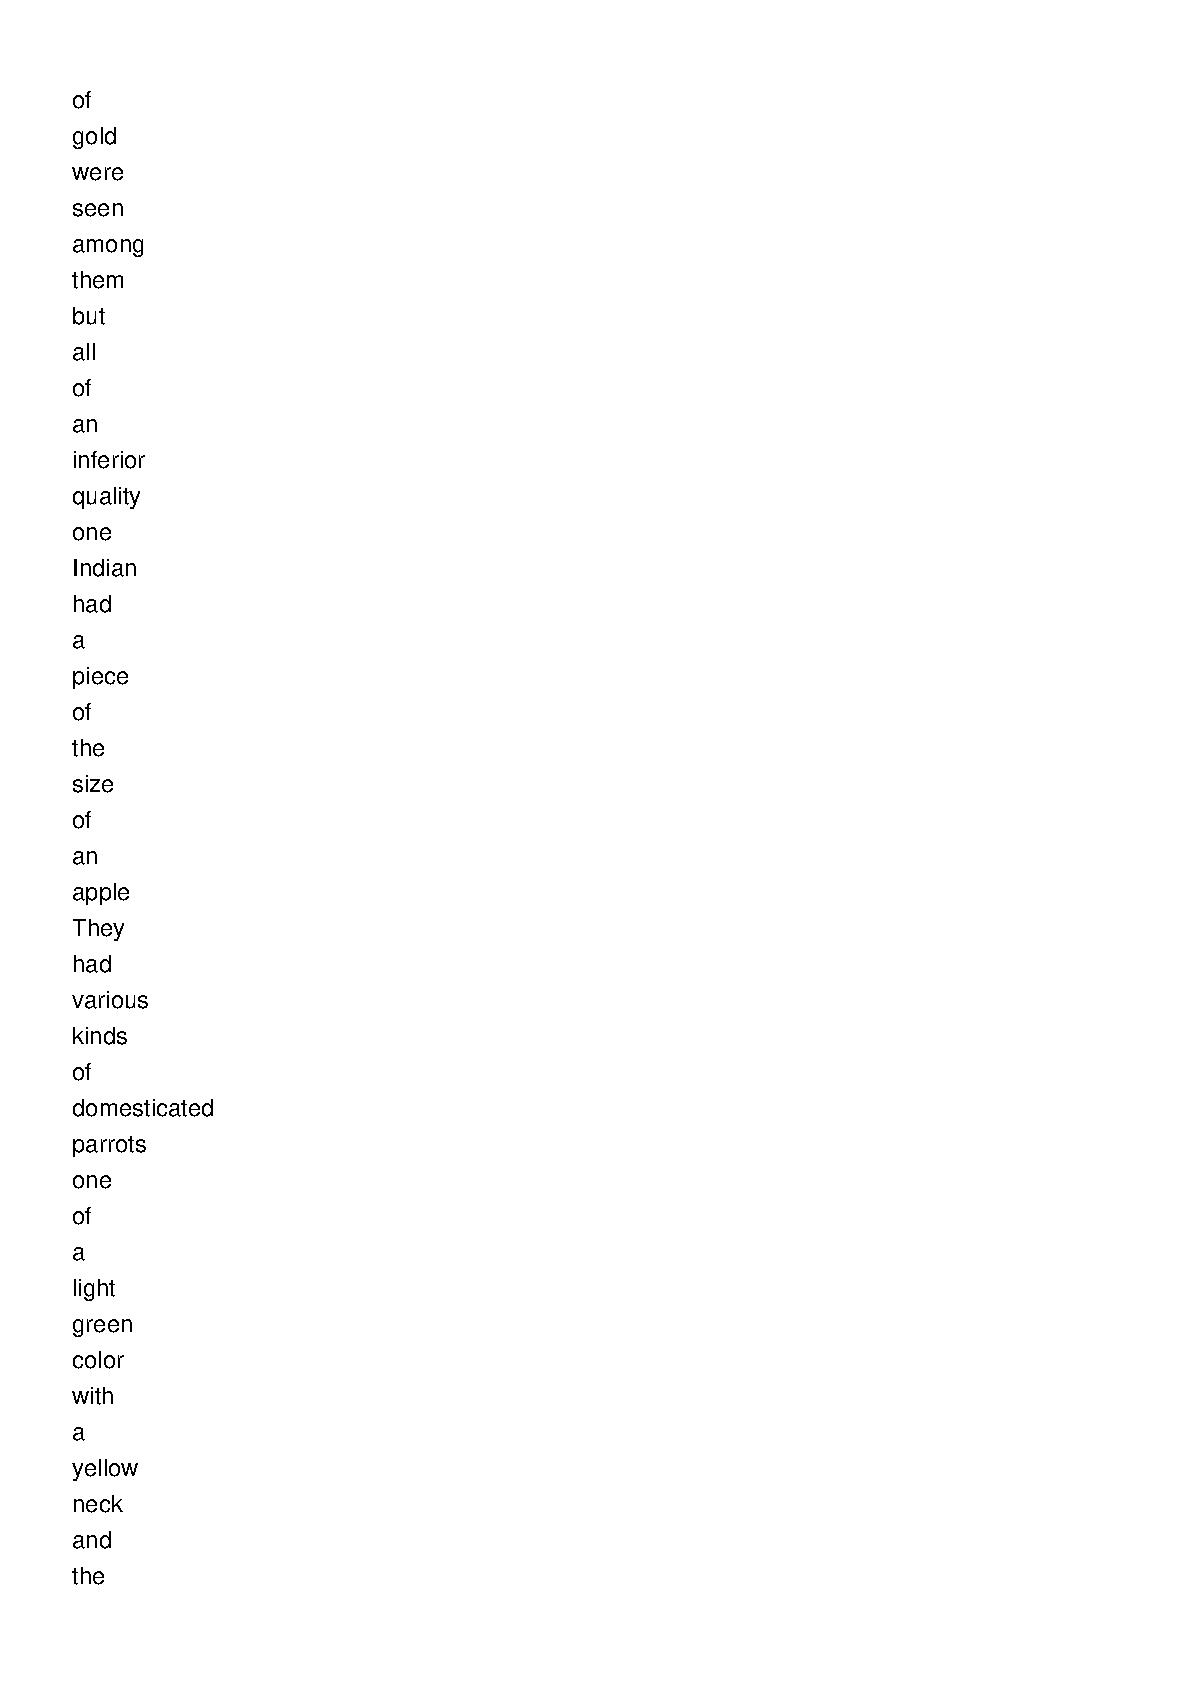 of
gold
were
seen
among
them
but
all
of
an
inferior
quality
one
Indian
had
a
piece
of
the
size
of
an
apple
They
had
various
kinds
of
domesticated
parrots
one
of
a
light
green
color
with
a
yellow
neck
and
the